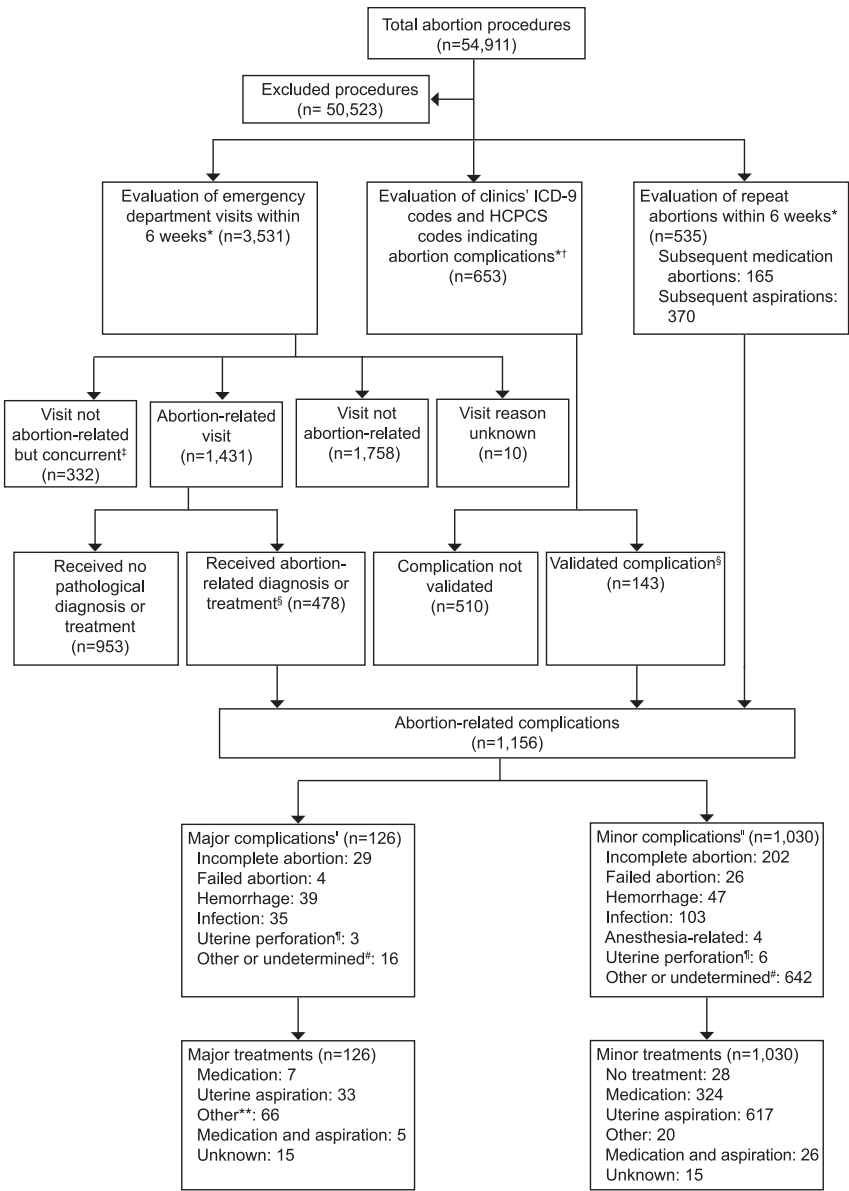 Total abortion procedures
(n=54,911)
Excluded procedures
(n= 50,523)
Evaluation of emergency
department visits within
6 weeks* (n=3,531)
Evaluation of clinics’ ICD-9
codes and HCPCS
codes indicating
abortion complications*†
(n=653)
Evaluation of repeat
abortions within 6 weeks*
(n=535)
Subsequent medication
abortions: 165
Subsequent aspirations:
370
Visit not
abortion-related
but concurrent‡
(n=332)
Abortion-related
visit
(n=1,431)
Visit not
abortion-related
(n=1,758)
Visit reason
unknown
(n=10)
Received no
pathological
diagnosis or
treatment
(n=953)
Received abortion-
related diagnosis or
treatment§ (n=478)
Complication not
validated
(n=510)
Validated complication§
(n=143)
Abortion-related complications
(n=1,156)
Major complications‖ (n=126)
Incomplete abortion: 29
Failed abortion: 4
Hemorrhage: 39
Infection: 35
Uterine perforation¶: 3
Other or undetermined#: 16
Minor complications‖ (n=1,030)
Incomplete abortion: 202
Failed abortion: 26
Hemorrhage: 47
Infection: 103
Anesthesia-related: 4
Uterine perforation¶: 6
Other or undetermined#: 642
Major treatments (n=126)
Medication: 7
Uterine aspiration: 33
Other**: 66
Medication and aspiration: 5
Unknown: 15
Minor treatments (n=1,030)
No treatment: 28
Medication: 324
Uterine aspiration: 617
Other: 20
Medication and aspiration: 26
Unknown: 15